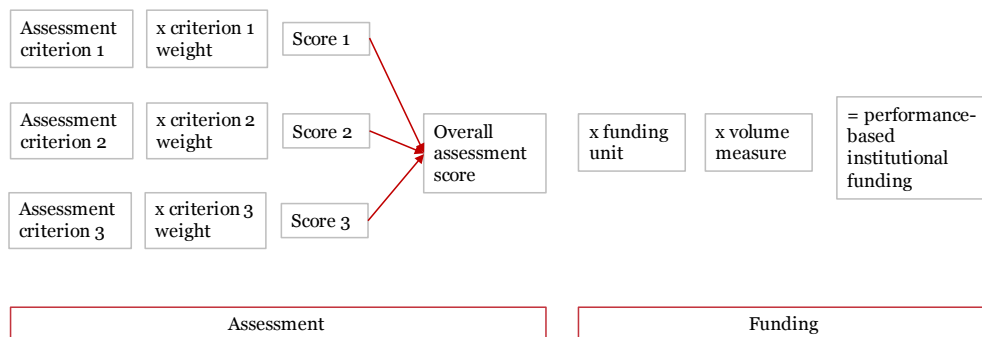 Assessment
criterion 1
x criterion 1
weight
Score 1
Assessment
criterion 2
x criterion 2
weight
Score 2
Assessment
criterion 3
x criterion 3
weight
Score 3
Overall
assessment
score
x funding
unit
x volume
measure
= performance-
based
institutional
funding
Assessment
Funding